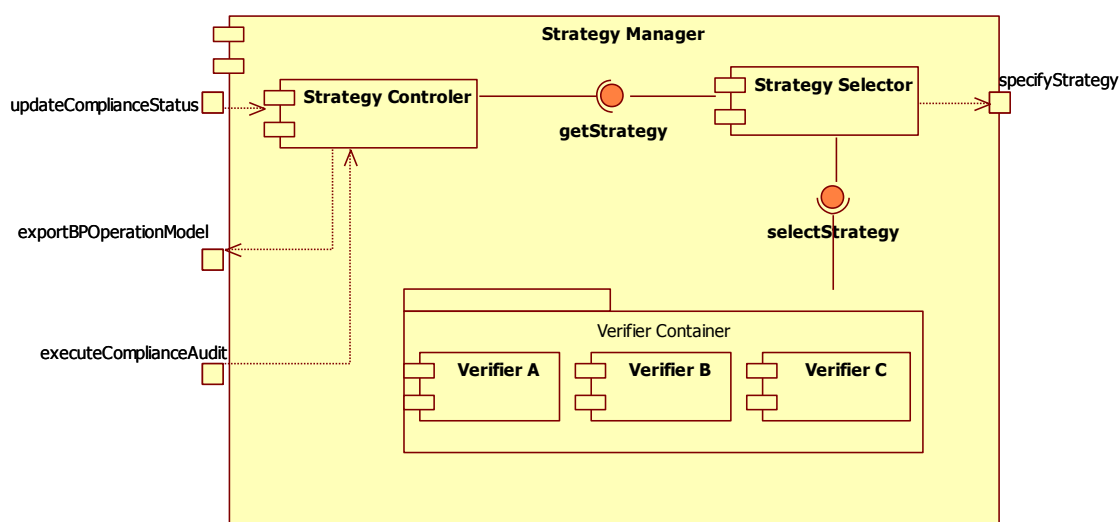 Strategy Manager
Strategy Controler
Strategy Selector
specifyStrategy
updateComplianceStatus
getStrategy
exportBPOperationModel
selectStrategy
executeComplianceAudit
Verifier Container
Verifier A
Verifier B
Verifier C